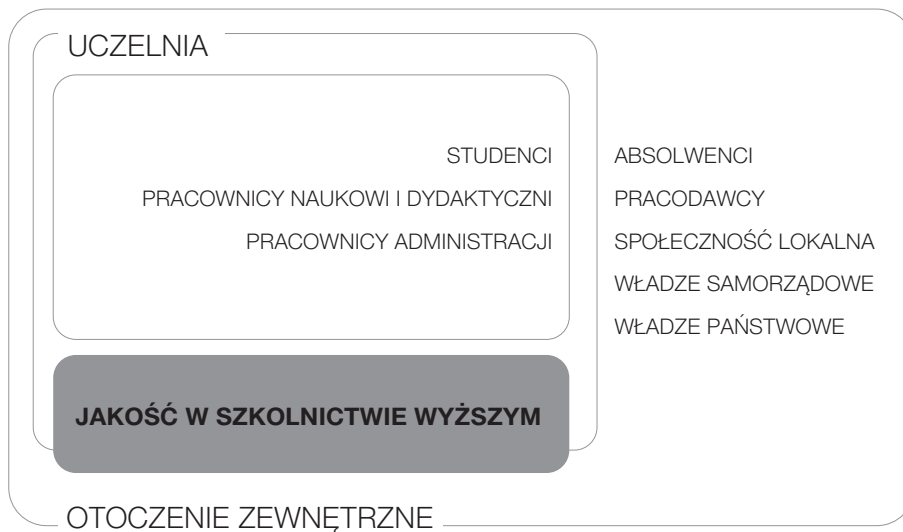 UCZELNIA
STUDENCI
PRACOWNICY NAUKOWI I DYDAKTYCZNI
PRACOWNICY ADMINISTRACJI
ABSOLWENCI
PRACODAWCY
SPOŁECZNOŚĆ LOKALNA
WŁADZE SAMORZĄDOWE
WŁADZE PAŃSTWOWE
JAKOŚĆ W SZKOLNICTWIE WYŻSZYM
OTOCZENIE ZEWNĘTRZNE